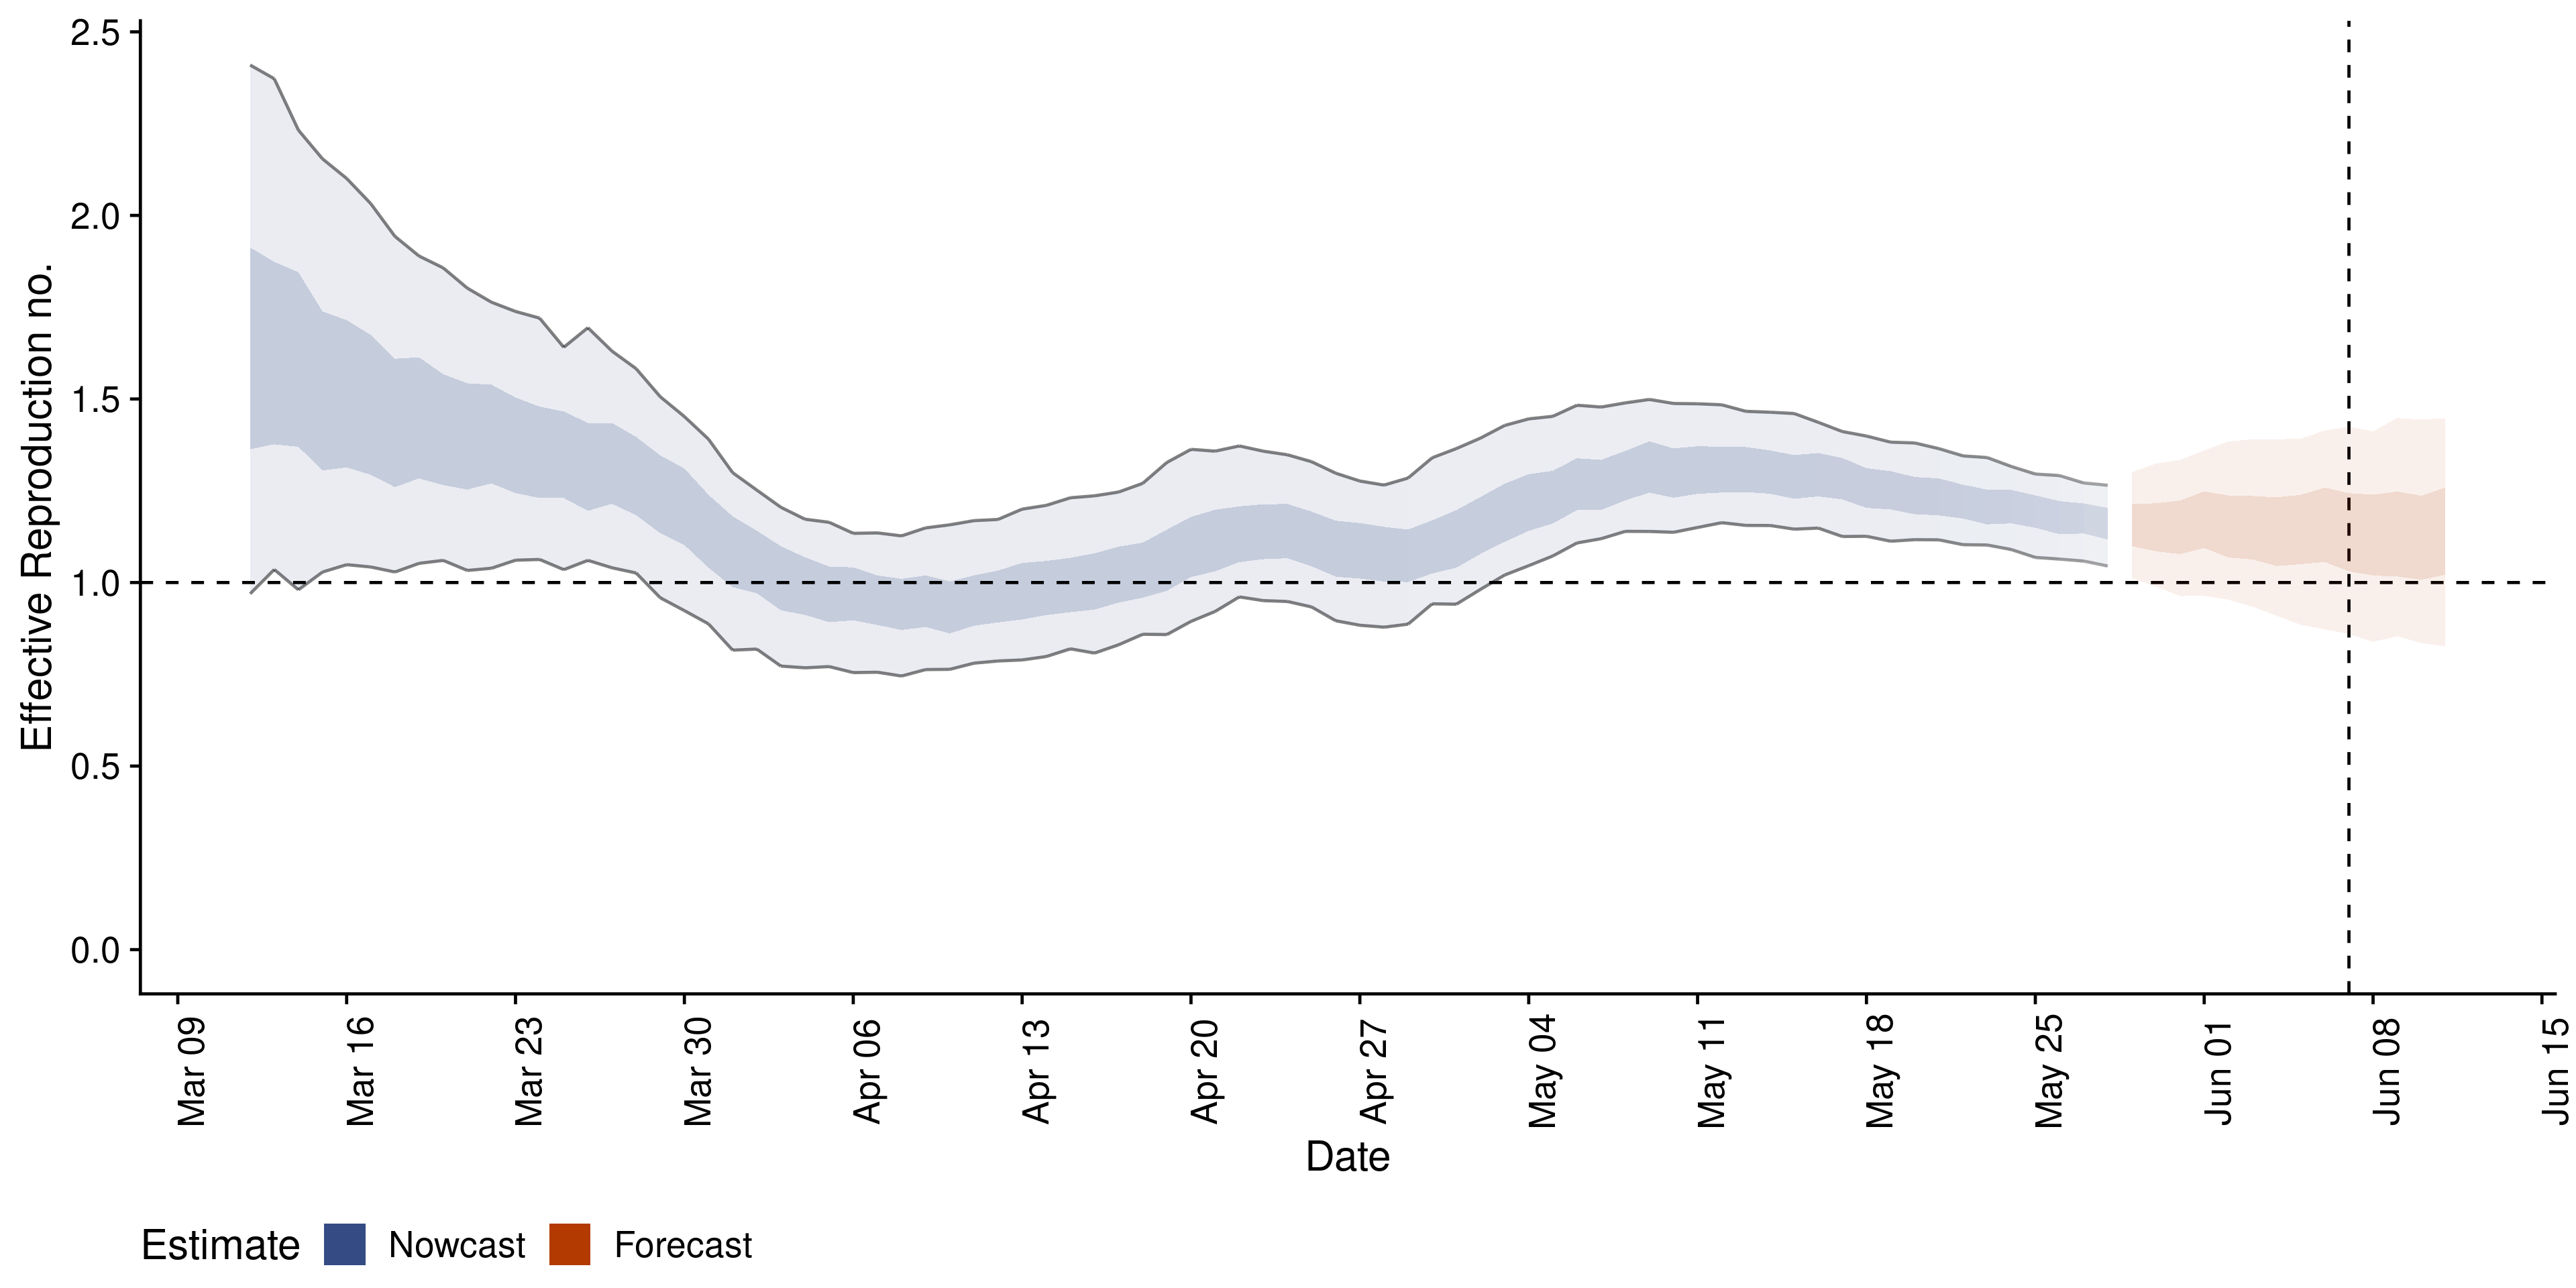 Effective Reproduction no.
2.5
2.0
1.5
1.0
0.5
0.0
Mar 09
Mar 16
Mar 23
Mar 30
Apr 06
Apr 13
Apr 20
Apr 27
May 04
May 11
May 18
May 25
Jun 01
Jun 08
Jun 15
Date
Estimate Nowcast Forecast